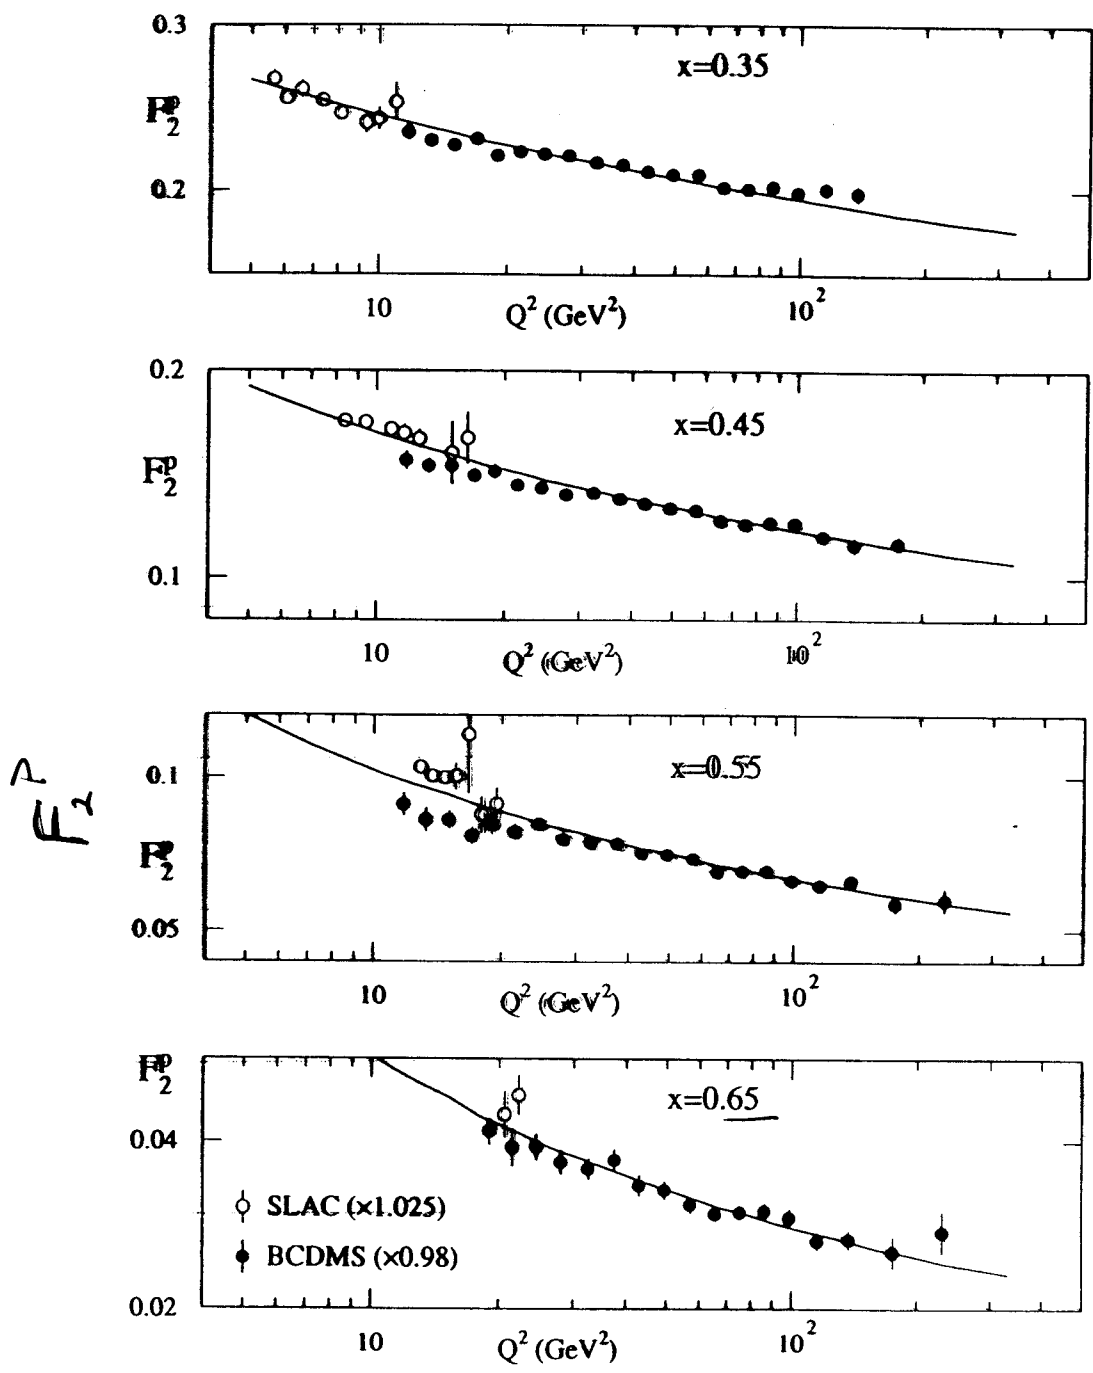 0.3
x=0.35
F₂ᵖ
0.2
10
Q² (GeV²)
10²
0.2
x=0.45
F₂ᵖ
0.1
10
Q² (GeV²)
10²
0.1
x=0.55
F₂ᵖ
F₂ᵖ
0.05
10
Q² (GeV²)
10²
F₂ᵖ
x=0.65
0.04
SLAC (×1.025)
BCDMS (×0.98)
0.02
10
Q² (GeV²)
10²